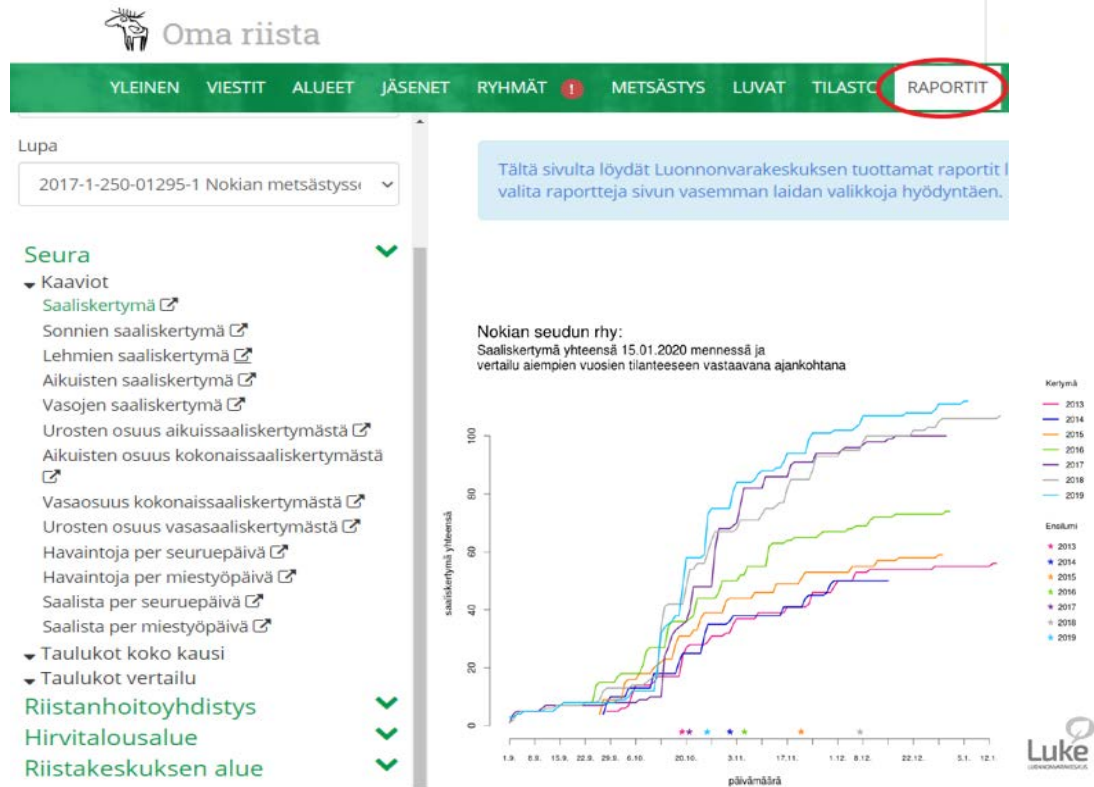 Oma riista
YLEINEN VIESTIT ALUEET JÄSENET RYHMÄT ! METSÄSTYS LUVAT TILASTO RAPORTIT
Lupa
2017-1-250-01295-1 Nokian metsästysse
Seura
Kaaviot
Saaliskertymä
Sonnien saaliskertymä
Lehmien saaliskertymä
Aikuisten saaliskertymä
Vasojen saaliskertymä
Urosten osuus aikuissaaliskertymästä
Aikuisten osuus kokonaissaaliskertymästä
Vasaosuus kokonaissaaliskertymästä
Urosten osuus vasasaaliskertymästä
Havaintoja per seuruepäivä
Havaintoja per miestyöpäivä
Saalista per seuruepäivä
Saalista per miestyöpäivä
Taulukot koko kausi
Taulukot vertailu
Riistanhoitoyhdistys
Hirvitalousalue
Riistakeskuksen alue
Tältä sivulta löydät Luonnonvarakeskuksen tuottamat raportit l
valita raportteja sivun vasemman laidan valikkoja hyödyntäen.
Nokian seudun rhy:
Saaliskertymä yhteensä 15.01.2020 mennessä ja
vertailu aiempien vuosien tilanteeseen vastaavana ajankohtana
saaliskertymä yhteensä
100
80
60
40
20
0
1.9. 8.9. 15.9. 22.9. 29.9. 6.10. 20.10. 3.11. 17.11. 1.12. 8.12. 22.12. 5.1. 12.1.
päivämäärä
Kertymä
2013
2014
2015
2016
2017
2018
2019
Ensilumi
2013
2014
2015
2016
2017
2018
2019
Luke
LUONNONVARAKESKUS